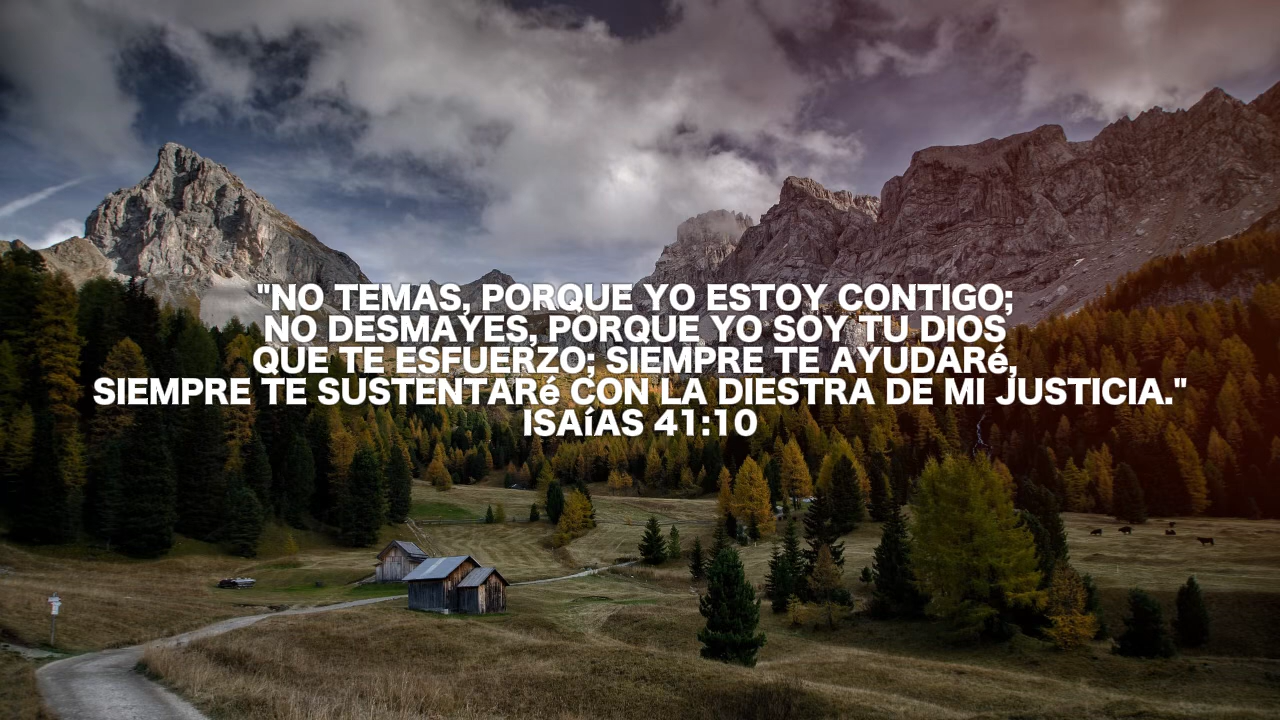 "NO TEMAS, PORQUE YO ESTOY CONTIGO;
NO DESMAYES, PORQUE YO SOY TU DIOS
QUE TE ESFUERZO; SIEMPRE TE AYUDARé,
SIEMPRE TE SUSTENTARé CON LA DIESTRA DE MI JUSTICIA."
ISAíAS 41:10